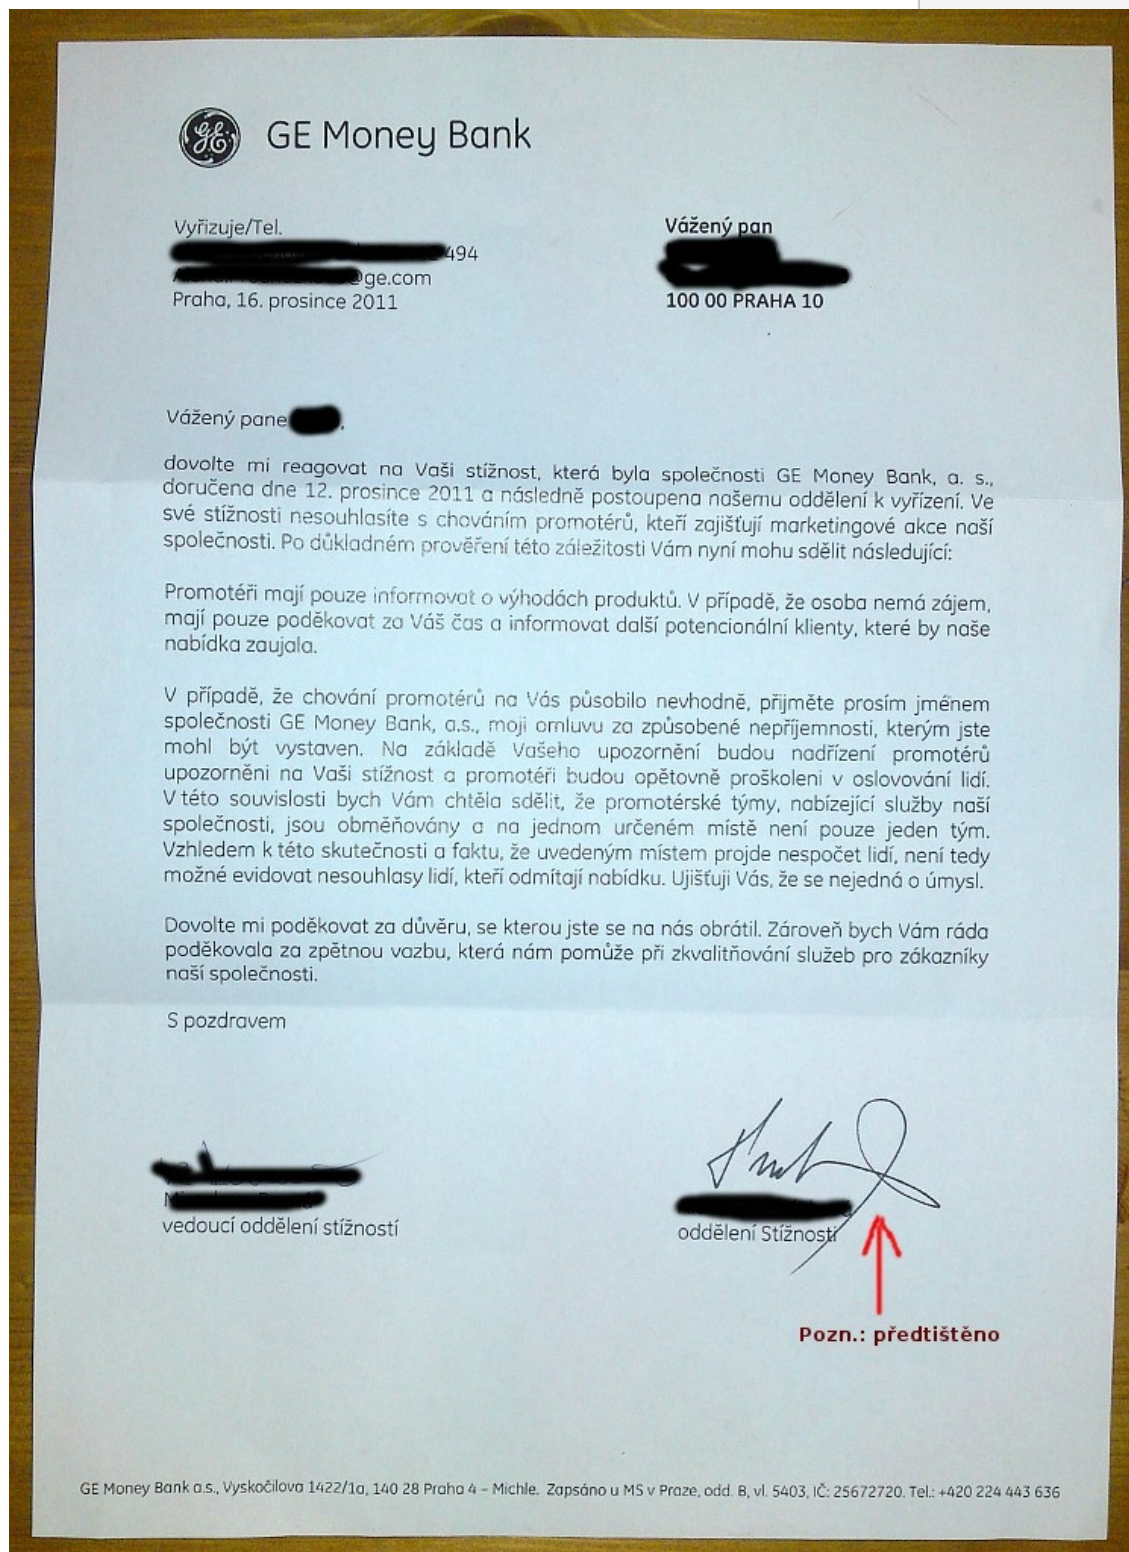 GE Money Bank
Vyřizuje/Tel.
494
@ge.com
Praha, 16. prosince 2011
Vážený pan
100 00 PRAHA 10
Vážený pane ,
dovolte mi reagovat na Vaši stížnost, která byla společnosti GE Money Bank, a. s.,
doručena dne 12. prosince 2011 a následně postoupena našemu oddělení k vyřízení. Ve
své stížnosti nesouhlasíte s chováním promotérů, kteří zajišťují marketingové akce naší
společnosti. Po důkladném prověření této záležitosti Vám nyní mohu sdělit následující:
Promotéři mají pouze informovat o výhodách produktů. V případě, že osoba nemá zájem,
mají pouze poděkovat za Váš čas a informovat další potencionální klienty, které by naše
nabídka zaujala.
V případě, že chování promotérů na Vás působilo nevhodně, přijměte prosím jménem
společnosti GE Money Bank, a.s., moji omluvu za způsobené nepříjemnosti, kterým jste
mohl být vystaven. Na základě Vašeho upozornění budou nadřízení promotérů
upozorněni na Vaši stížnost a promotéři budou opětovně proškoleni v oslovování lidí.
V této souvislosti bych Vám chtěla sdělit, že promotérské týmy, nabízející služby naší
společnosti, jsou obměňovány a na jednom určeném místě není pouze jeden tým.
Vzhledem k této skutečnosti a faktu, že uvedeným místem projde nespočet lidí, není tedy
možné evidovat nesouhlasy lidí, kteří odmítají nabídku. Ujišťuji Vás, že se nejedná o úmysl.
Dovolte mi poděkovat za důvěru, se kterou jste se na nás obrátil. Zároveň bych Vám ráda
poděkovala za zpětnou vazbu, která nám pomůže při zkvalitňování služeb pro zákazníky
naší společnosti.
S pozdravem
vedoucí oddělení stížností
oddělení Stížností
Pozn.: předtištěno
GE Money Bank a.s., Vyskočilova 1422/1a, 140 28 Praha 4 – Michle. Zapsáno u MS v Praze, odd. B, vl. 5403, IČ: 25672720. Tel.: +420 224 443 636